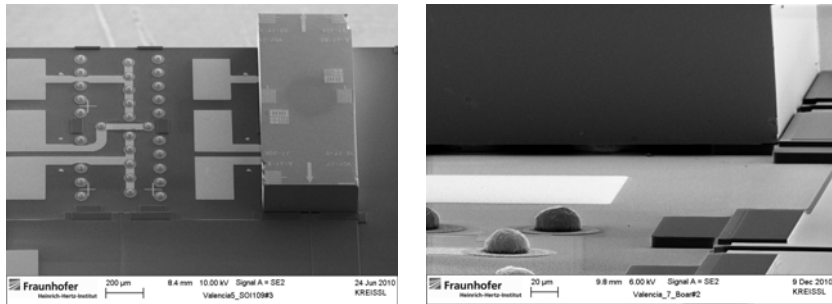 Fraunhofer
Heinrich-Hertz-Institut
200 µm
8.4 mm 10.00 kV Signal A = SE2
Valencia5_SOI109#3
24 Jun 2010
KREISSL
Fraunhofer
Heinrich-Hertz-Institut
20 µm
9.8 mm 6.00 kV Signal A = SE2
Valencia_7_Boar#2
9 Dec 2010
KREISSL